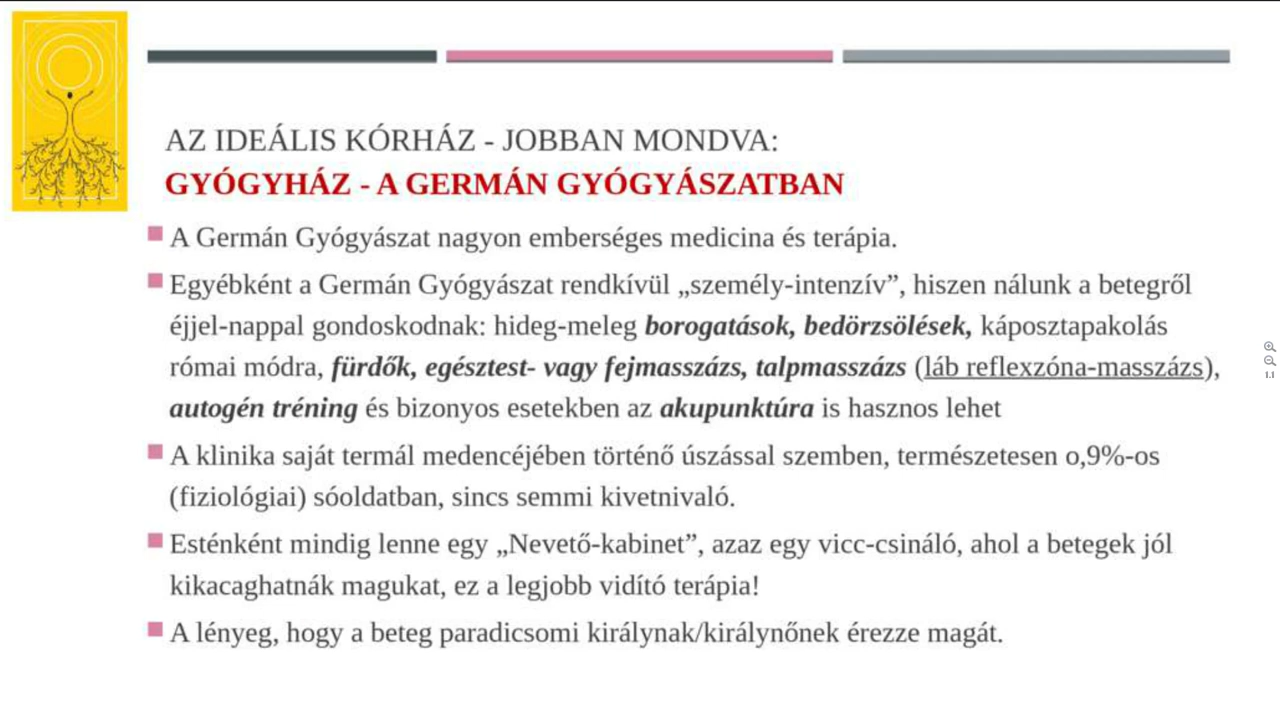 AZ IDEÁLIS KÓRHÁZ - JOBBAN MONDVA:
GYÓGYHÁZ - A GERMÁN GYÓGYÁSZATBAN
A Germán Gyógyászat nagyon emberséges medicina és terápia.
Egyébként a Germán Gyógyászat rendkívül „személy-intenzív”, hiszen nálunk a betegről
éjjel-nappal gondoskodnak: hideg-meleg borogatások, bedörzsölések, káposztapakolás
római módra, fürdők, egésztest- vagy fejmasszázs, talpmasszázs (láb reflexzóna-masszázs),
autogén tréning és bizonyos esetekben az akupunktúra is hasznos lehet
A klinika saját termál medencéjében történő úszással szemben, természetesen o,9%-os
(fiziológiai) sóoldatban, sincs semmi kivetnivaló.
Esténként mindig lenne egy „Nevető-kabinet”, azaz egy vicc-csináló, ahol a betegek jól
kikacaghatnák magukat, ez a legjobb vidító terápia!
A lényeg, hogy a beteg paradicsomi királynak/királynőnek érezze magát.
1.1